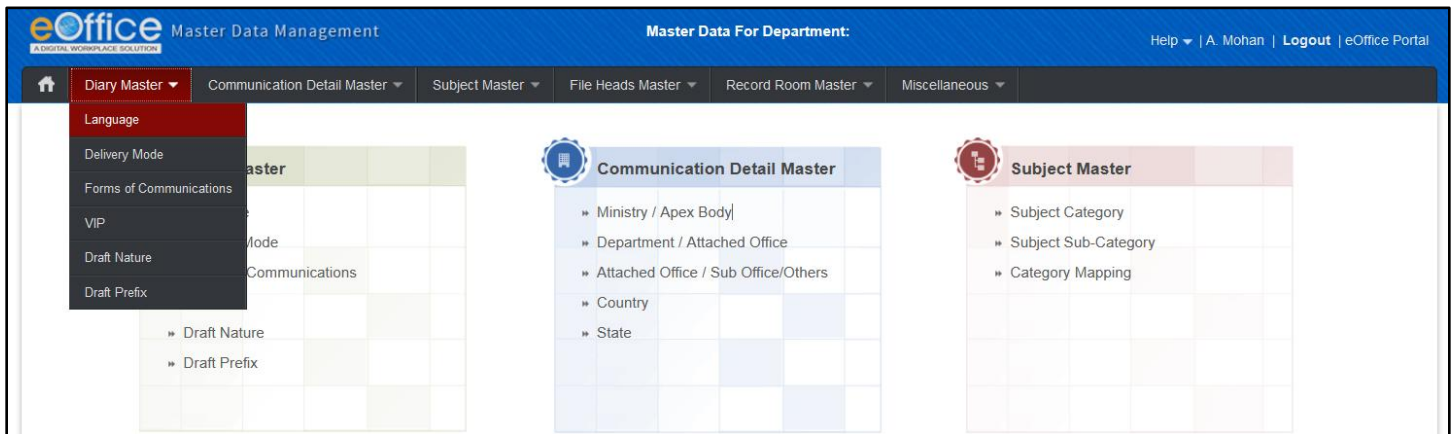 eOffice Master Data Management
A DIGITAL WORKPLACE SOLUTION
Master Data For Department:
Help | A. Mohan | Logout | eOffice Portal
Diary Master Communication Detail Master Subject Master File Heads Master Record Room Master Miscellaneous
Language
Delivery Mode
Forms of Communications
VIP
Draft Nature
Draft Prefix
aster
Mode
Communications
Draft Nature
Draft Prefix
Communication Detail Master
Ministry / Apex Body
Department / Attached Office
Attached Office / Sub Office/Others
Country
State
Subject Master
Subject Category
Subject Sub-Category
Category Mapping